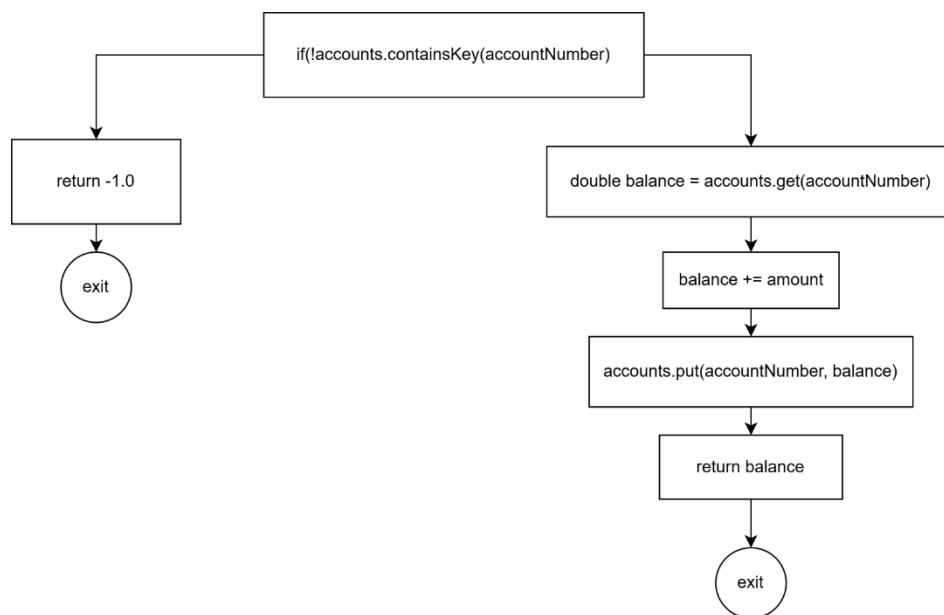 if(!accounts.containsKey(accountNumber)
return -1.0
exit
double balance = accounts.get(accountNumber)
balance += amount
accounts.put(accountNumber, balance)
return balance
exit